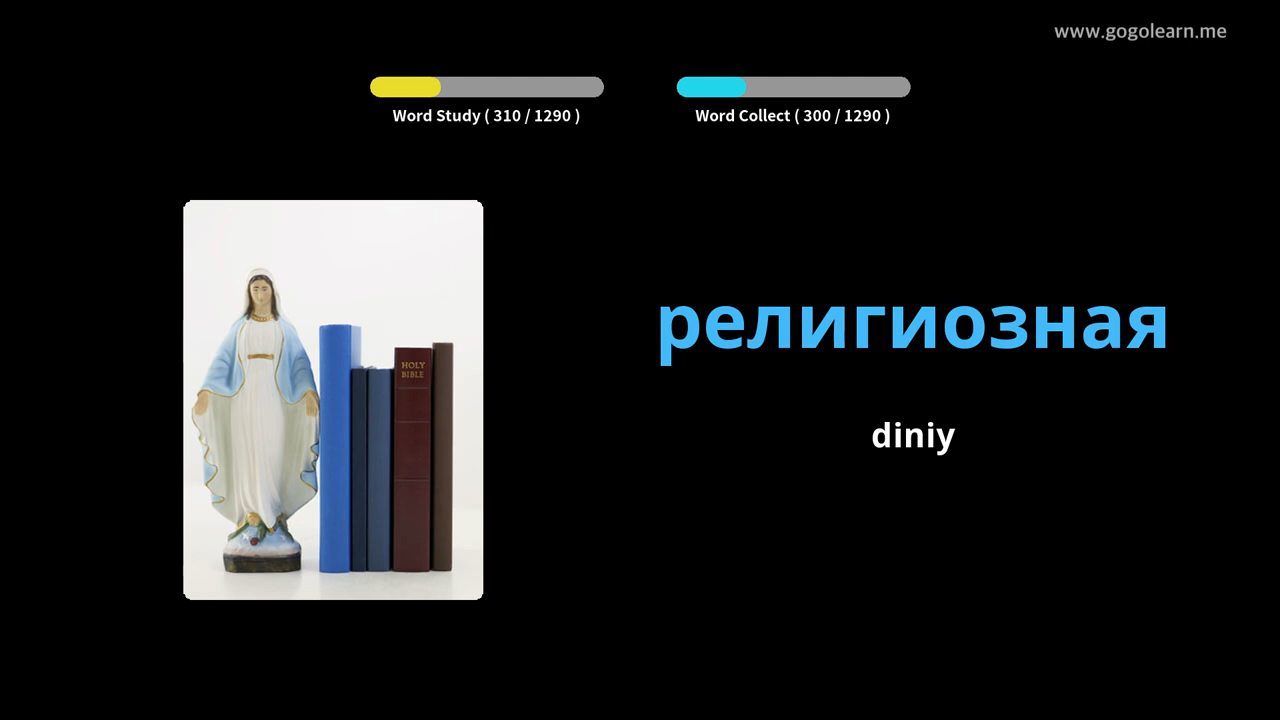 www.gogolearn.me
Word Study ( 310 / 1290 )
Word Collect ( 300 / 1290 )
HOLY
BIBLE
религиозная
diniy